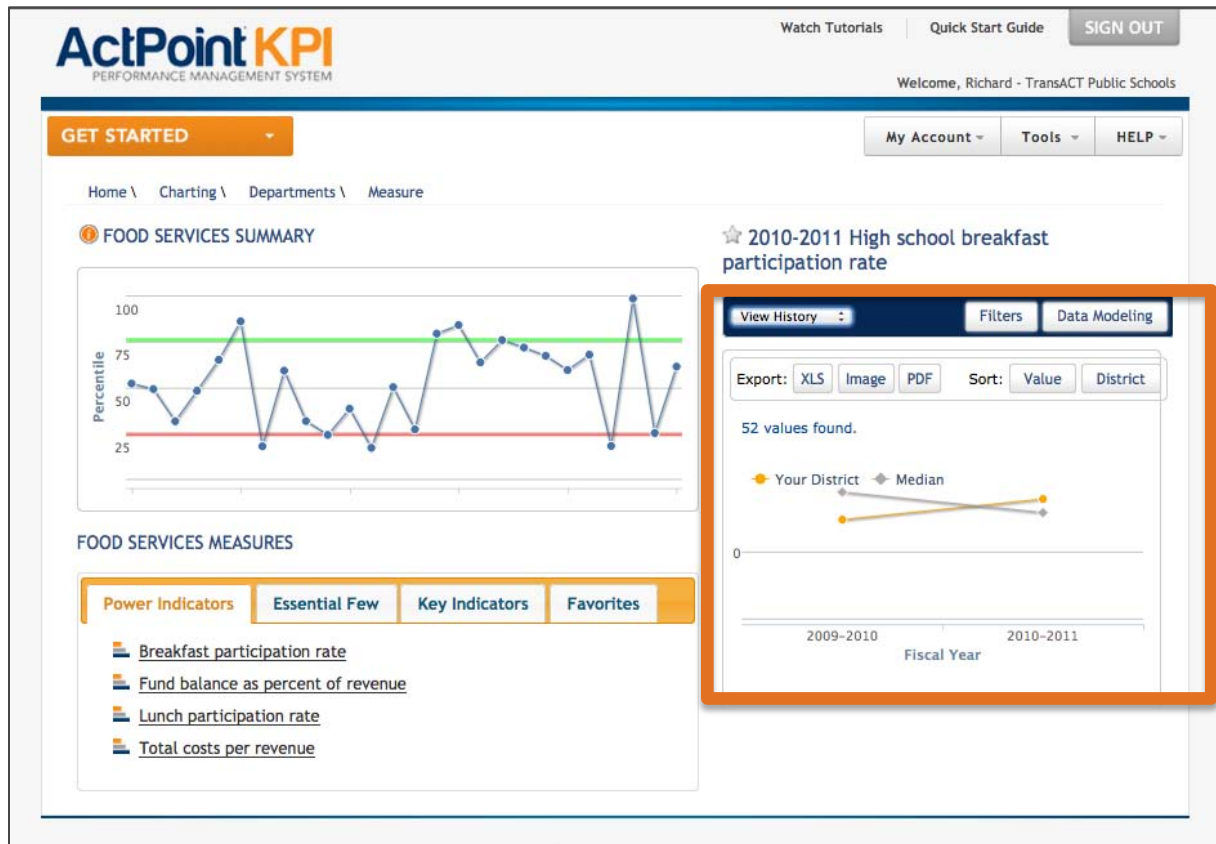 ActPoint KPI
PERFORMANCE MANAGEMENT SYSTEM
Watch Tutorials
Quick Start Guide
SIGN OUT
Welcome, Richard - TransACT Public Schools
GET STARTED
My Account
Tools
HELP
Home \ Charting \ Departments \ Measure
FOOD SERVICES SUMMARY
100
75
50
25
Percentile
FOOD SERVICES MEASURES
Power Indicators
Essential Few
Key Indicators
Favorites
Breakfast participation rate
Fund balance as percent of revenue
Lunch participation rate
Total costs per revenue
2010-2011 High school breakfast
participation rate
View History
Filters
Data Modeling
Export: XLS Image PDF Sort: Value District
52 values found.
Your District Median
0
2009-2010 2010-2011
Fiscal Year